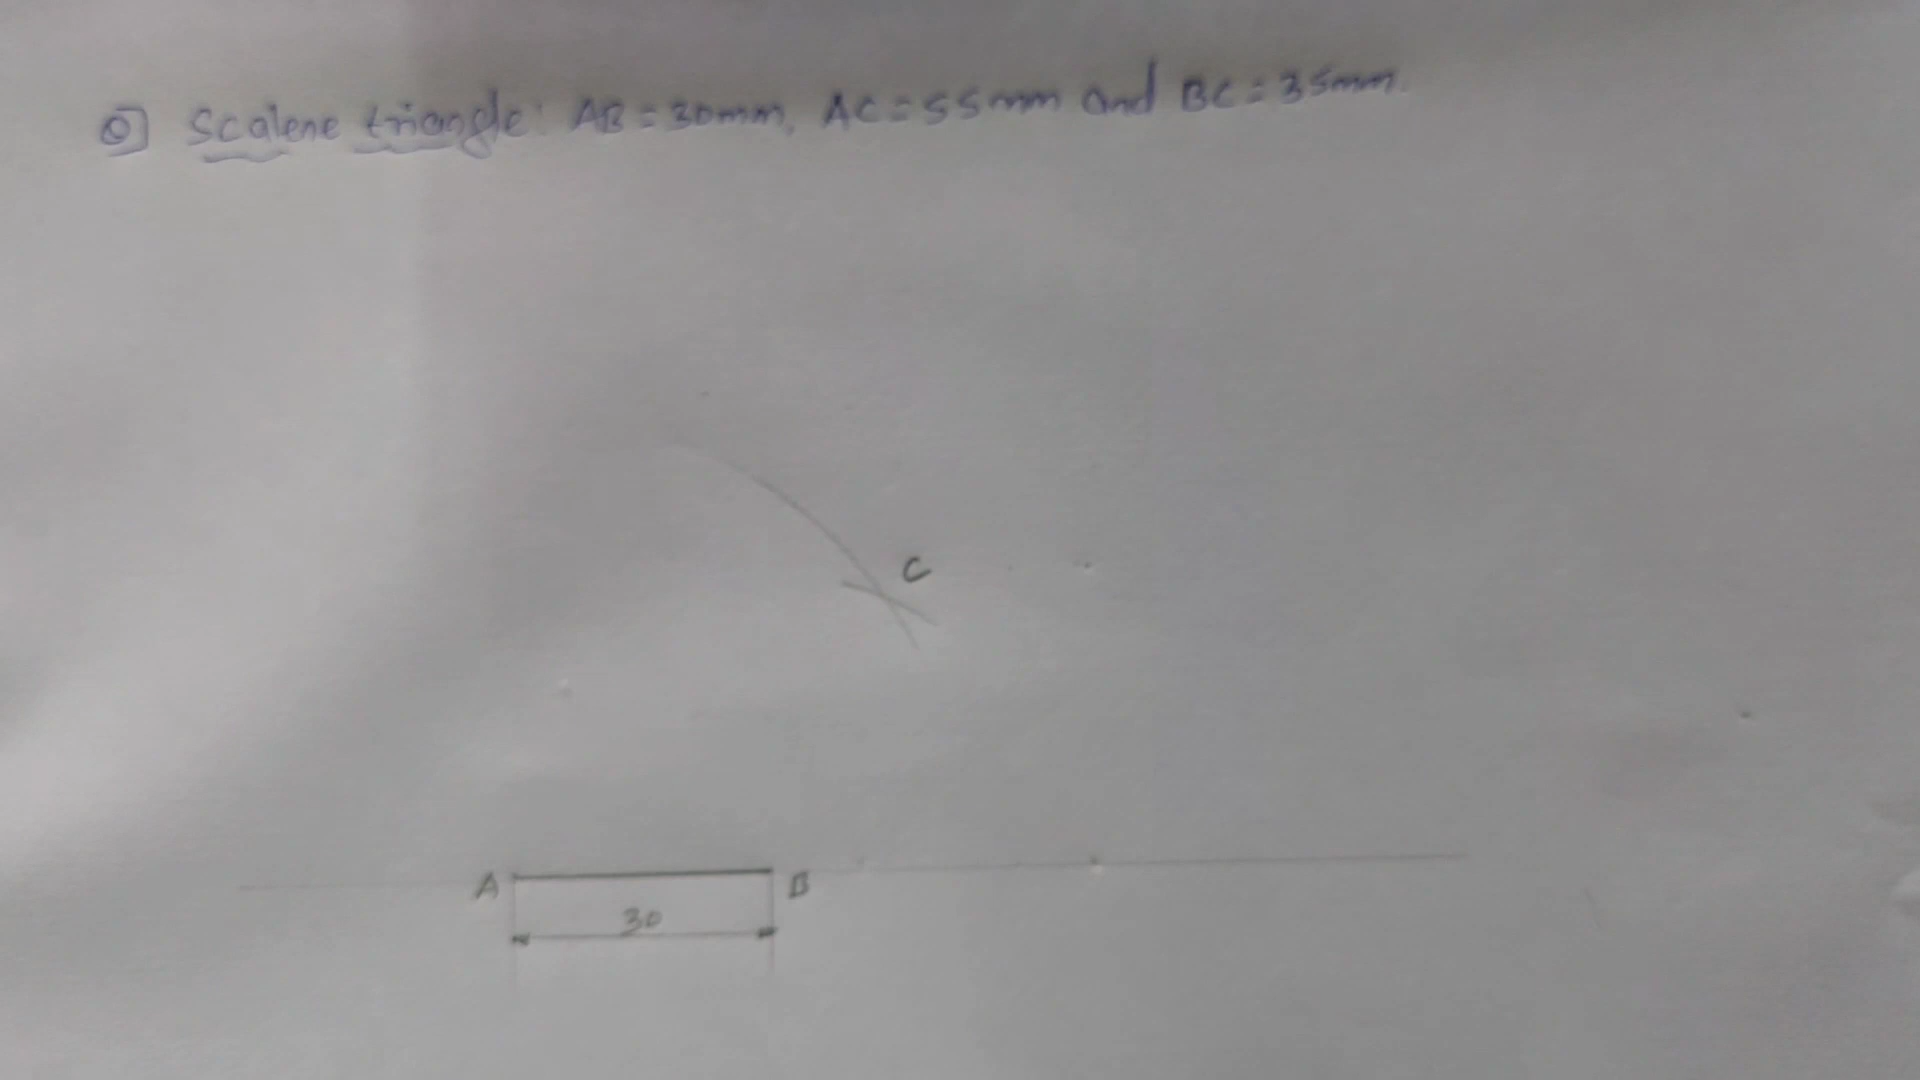 ⊙] Scalene triangle: AB = 30mm, AC = 55mm and BC = 35mm.
C
A
B
30